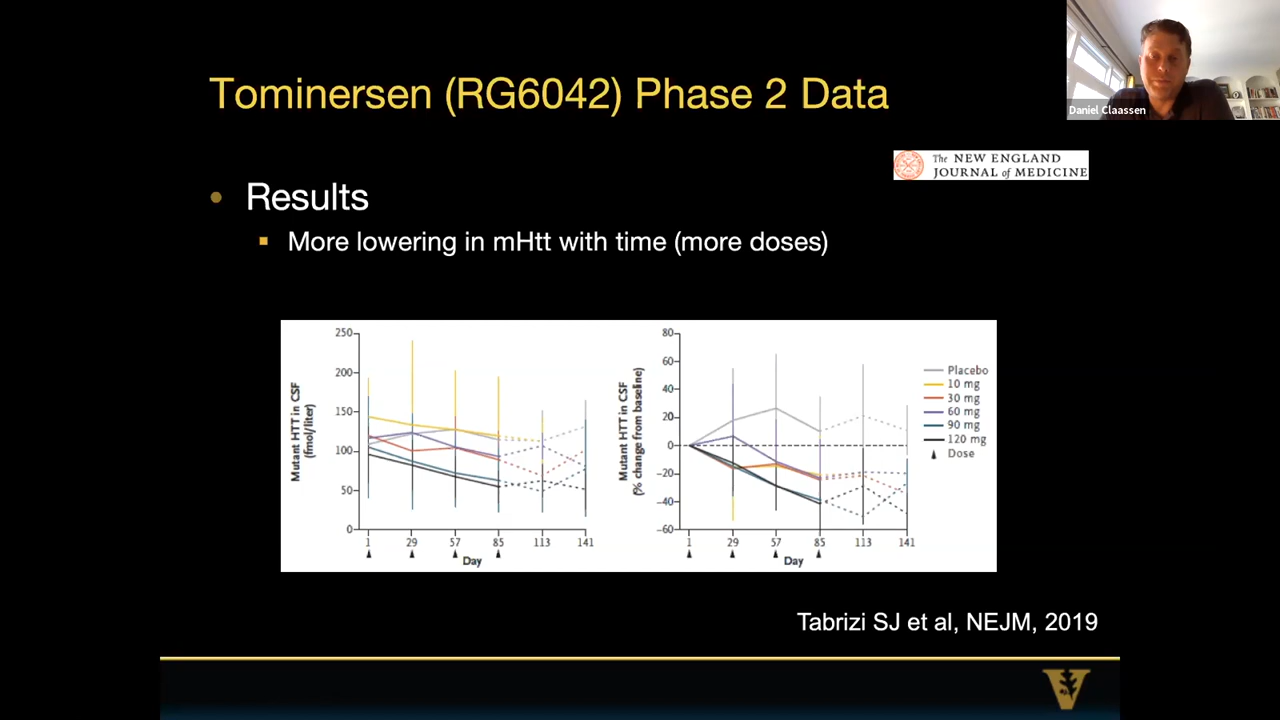 Tominersen (RG6042) Phase 2 Data
Daniel Claassen
The NEW ENGLAND
JOURNAL of MEDICINE
Results
More lowering in mHtt with time (more doses)
Mutant HTT in CSF
(fmol/liter)
250
200
150
100
50
0
1 29 57 85 113 141
Day
Mutant HTT in CSF
(% change from baseline)
80
60
40
20
0
−20
−40
−60
1 29 57 85 113 141
Day
Placebo
10 mg
30 mg
60 mg
90 mg
120 mg
Dose
Tabrizi SJ et al, NEJM, 2019
V